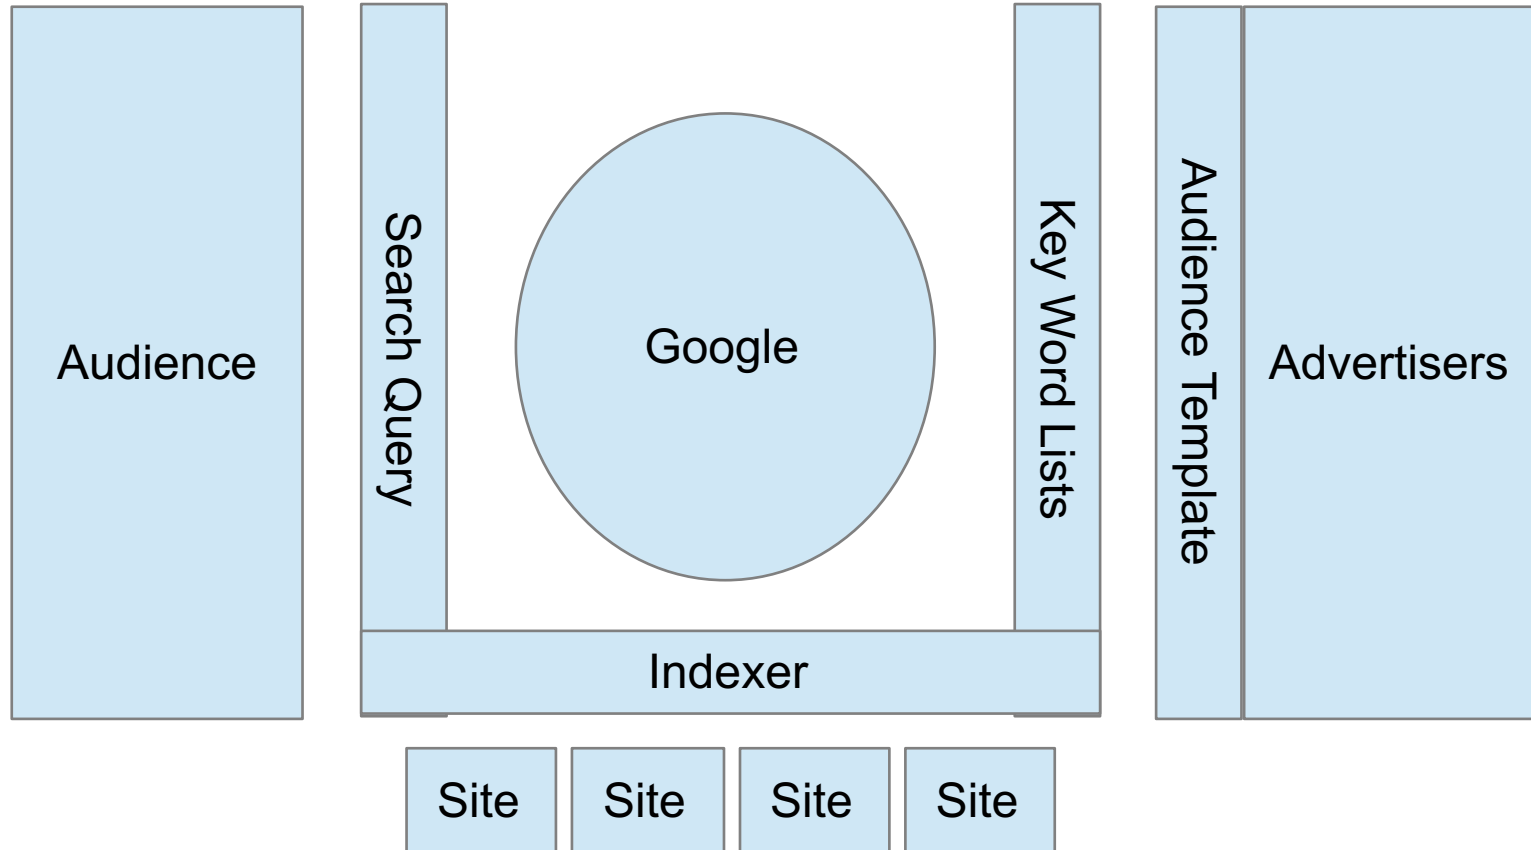 Audience
Search Query
Google
Key Word Lists
Audience Template
Advertisers
Indexer
Site
Site
Site
Site